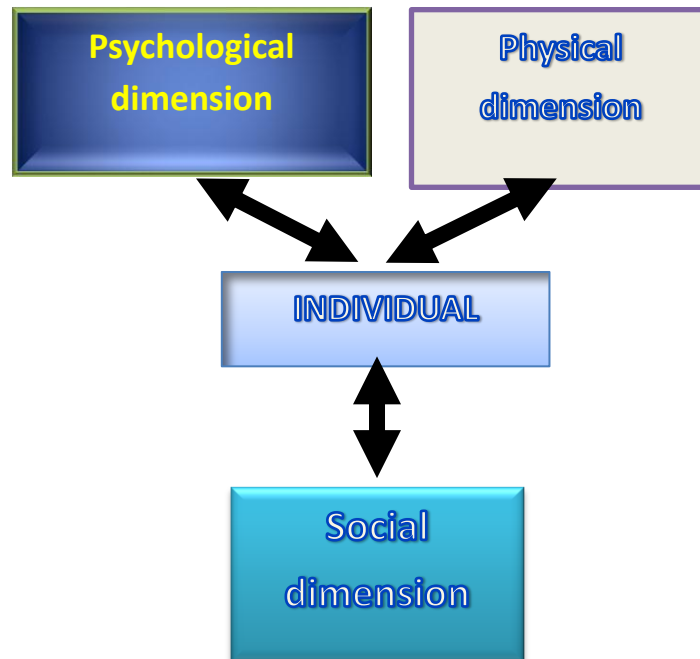 Psychological
dimension
Physical
dimension
INDIVIDUAL
Social
dimension